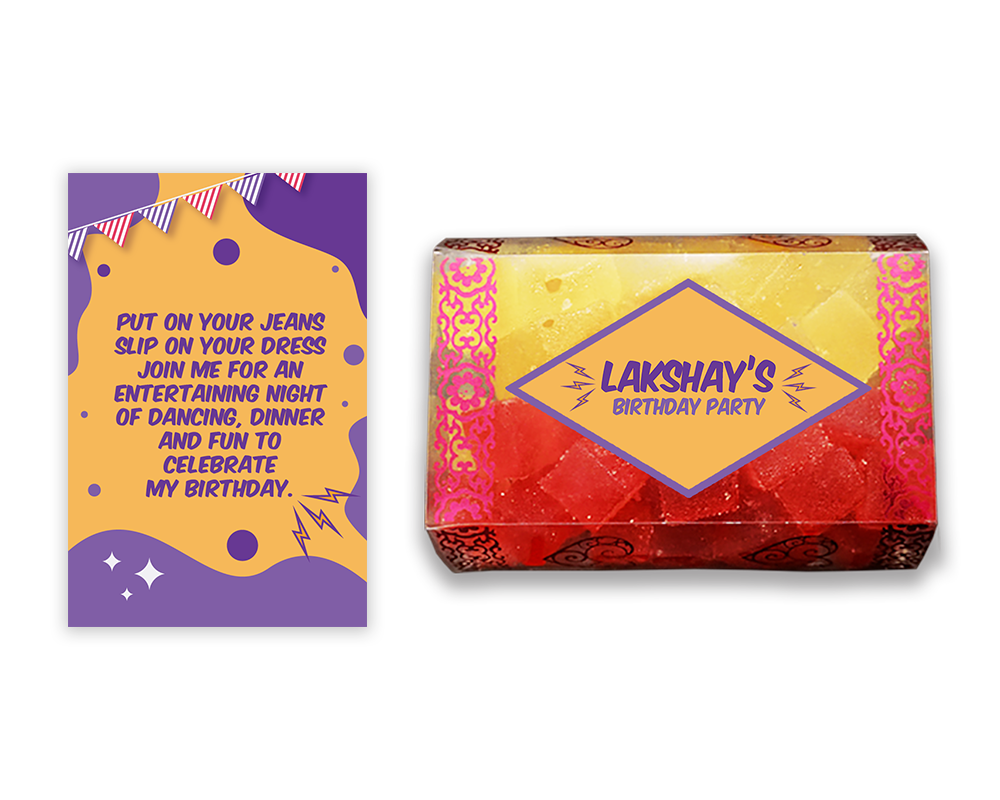 PUT ON YOUR JEANS
SLIP ON YOUR DRESS
JOIN ME FOR AN
ENTERTAINING NIGHT
OF DANCING, DINNER
AND FUN TO
CELEBRATE
MY BIRTHDAY.
LAKSHAY'S
BIRTHDAY PARTY